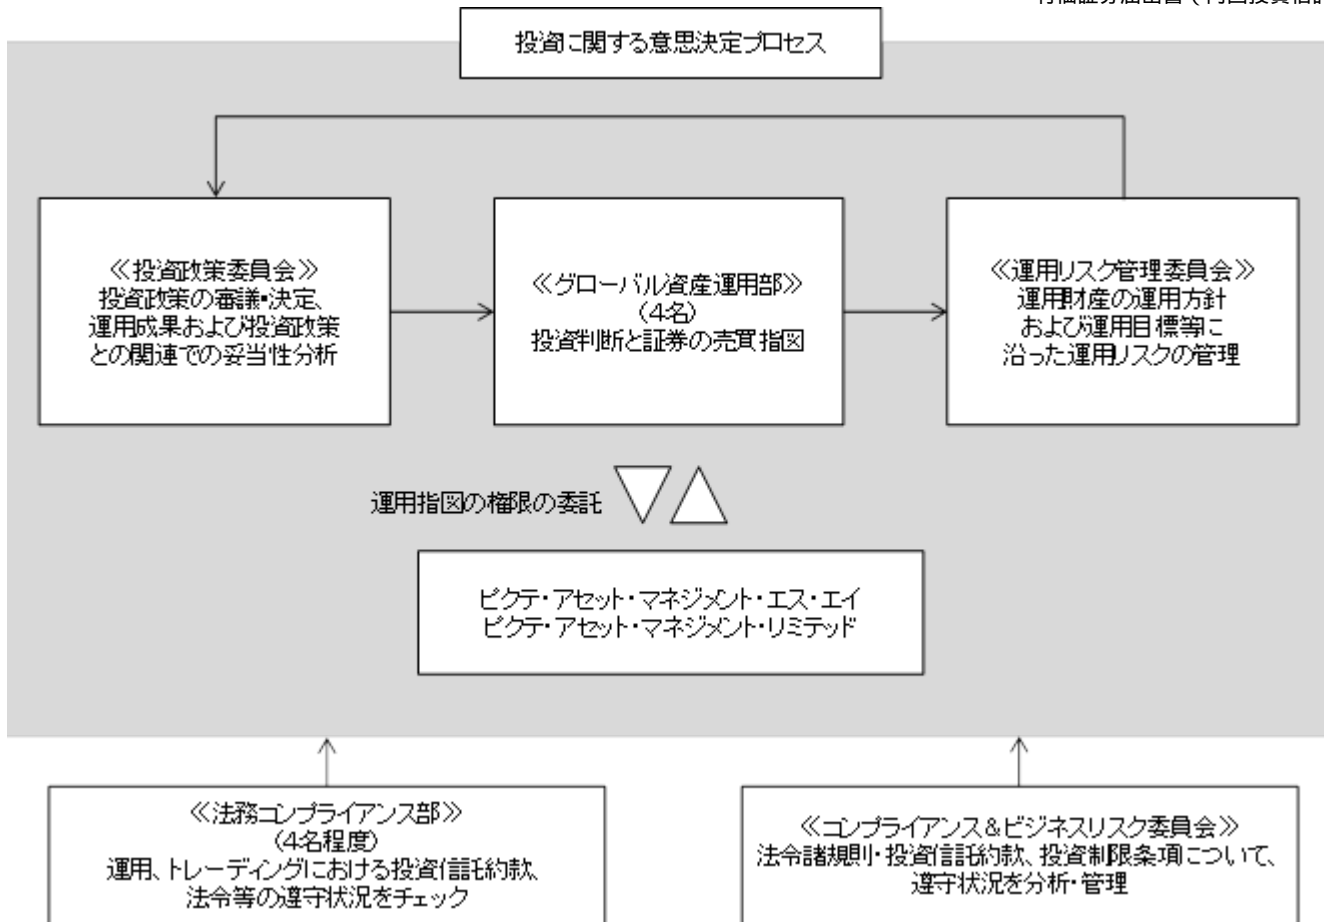 投資に関する意思決定プロセス
≪投資政策委員会≫
投資政策の審議・決定、
運用成果および投資政策
との関連での妥当性分析
≪グローバル資産運用部≫
(4名)
投資判断と証券の売買指図
≪運用リスク管理委員会≫
運用財産の運用方針
および運用目標等に
沿った運用リスクの管理
運用指図の権限の委託
ピクテ・アセット・マネジメント・エス・エイ
ピクテ・アセット・マネジメント・リミテッド
≪法務コンプライアンス部≫
(4名程度)
運用、トレーディングにおける投資信託約款、
法令等の遵守状況をチェック
≪コンプライアンス&ビジネスリスク委員会≫
法令諸規則・投資信託約款、投資制限条項について、
遵守状況を分析・管理